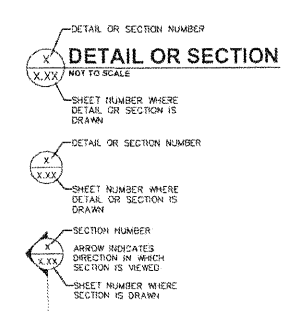 DETAIL OR SECTION NUMBER
X
DETAIL OR SECTION
X.XX
NOT TO SCALE
SHEET NUMBER WHERE
DETAIL OR SECTION IS
DRAWN
DETAIL OR SECTION NUMBER
X
X.XX
SHEET NUMBER WHERE
DETAIL OR SECTION IS
DRAWN
SECTION NUMBER
X
ARROW INDICATES
X.XX
DIRECTION IN WHICH
SECTION IS VIEWED
SHEET NUMBER WHERE
SECTION IS DRAWN